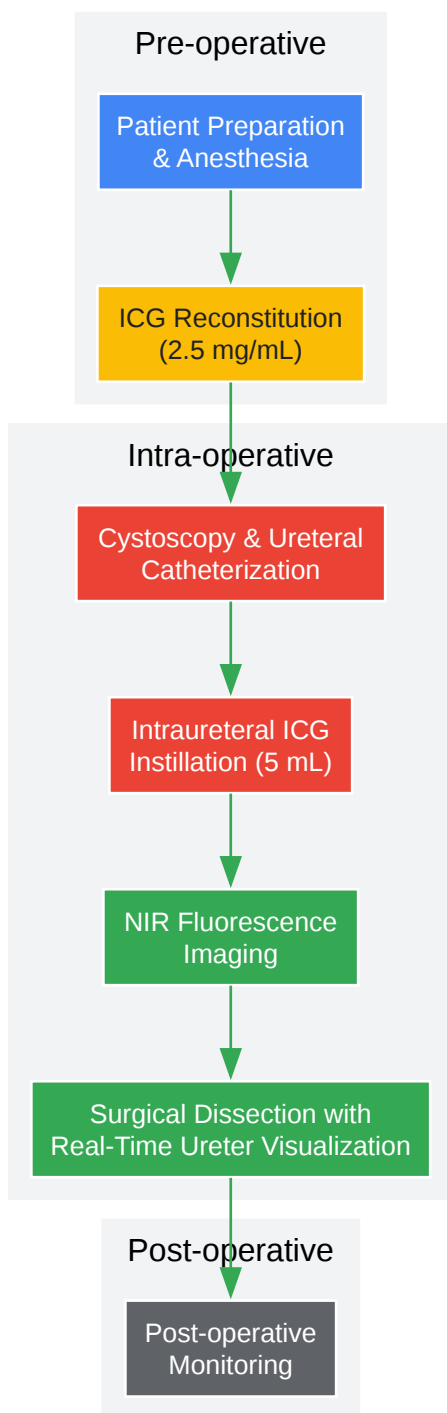 Pre-operative
Patient Preparation
& Anesthesia
ICG Reconstitution
(2.5 mg/mL)
Intra-operative
Cystoscopy & Ureteral
Catheterization
Intraureteral ICG
Instillation (5 mL)
NIR Fluorescence
Imaging
Surgical Dissection with
Real-Time Ureter Visualization
Post-operative
Post-operative
Monitoring